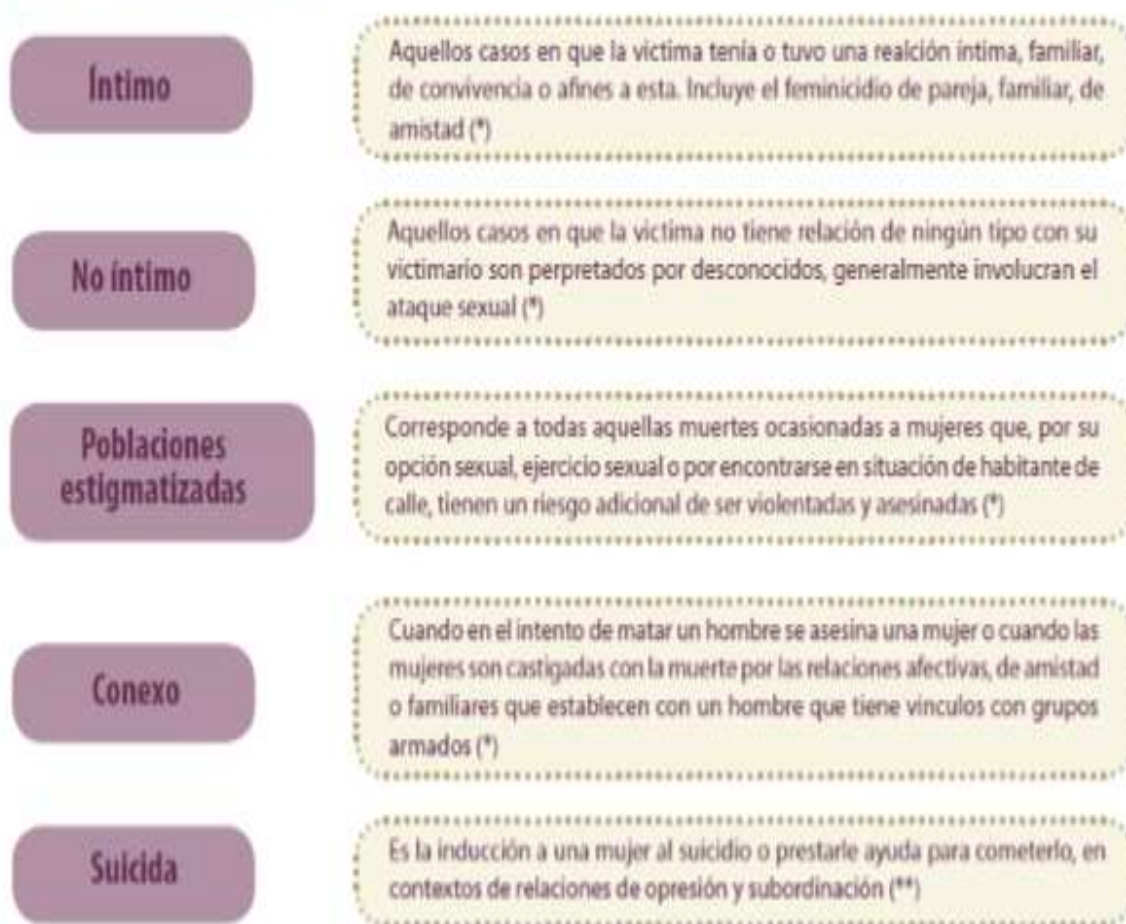 Íntimo
Aquellos casos en que la victima tenía o tuvo una realción íntima, familiar,
de convivencia o afines a esta. Incluye el feminicidio de pareja, familiar, de
amistad (*)
No íntimo
Aquellos casos en que la victima no tiene relación de ningún tipo con su
victimario son perpretados por desconocidos, generalmente involucran el
ataque sexual (*)
Poblaciones
estigmatizadas
Corresponde a todas aquellas muertes ocasionadas a mujeres que, por su
opción sexual, ejercicio sexual o por encontrarse en situación de habitante de
calle, tienen un riesgo adicional de ser violentadas y asesinadas (*)
Conexo
Cuando en el intento de matar un hombre se asesina una mujer o cuando las
mujeres son castigadas con la muerte por las relaciones afectivas, de amistad
o familiares que establecen con un hombre que tiene vinculos con grupos
armados (*)
Suicida
Es la inducción a una mujer al suicidio o prestarle ayuda para cometerlo, en
contextos de relaciones de opresión y subordinación (**)